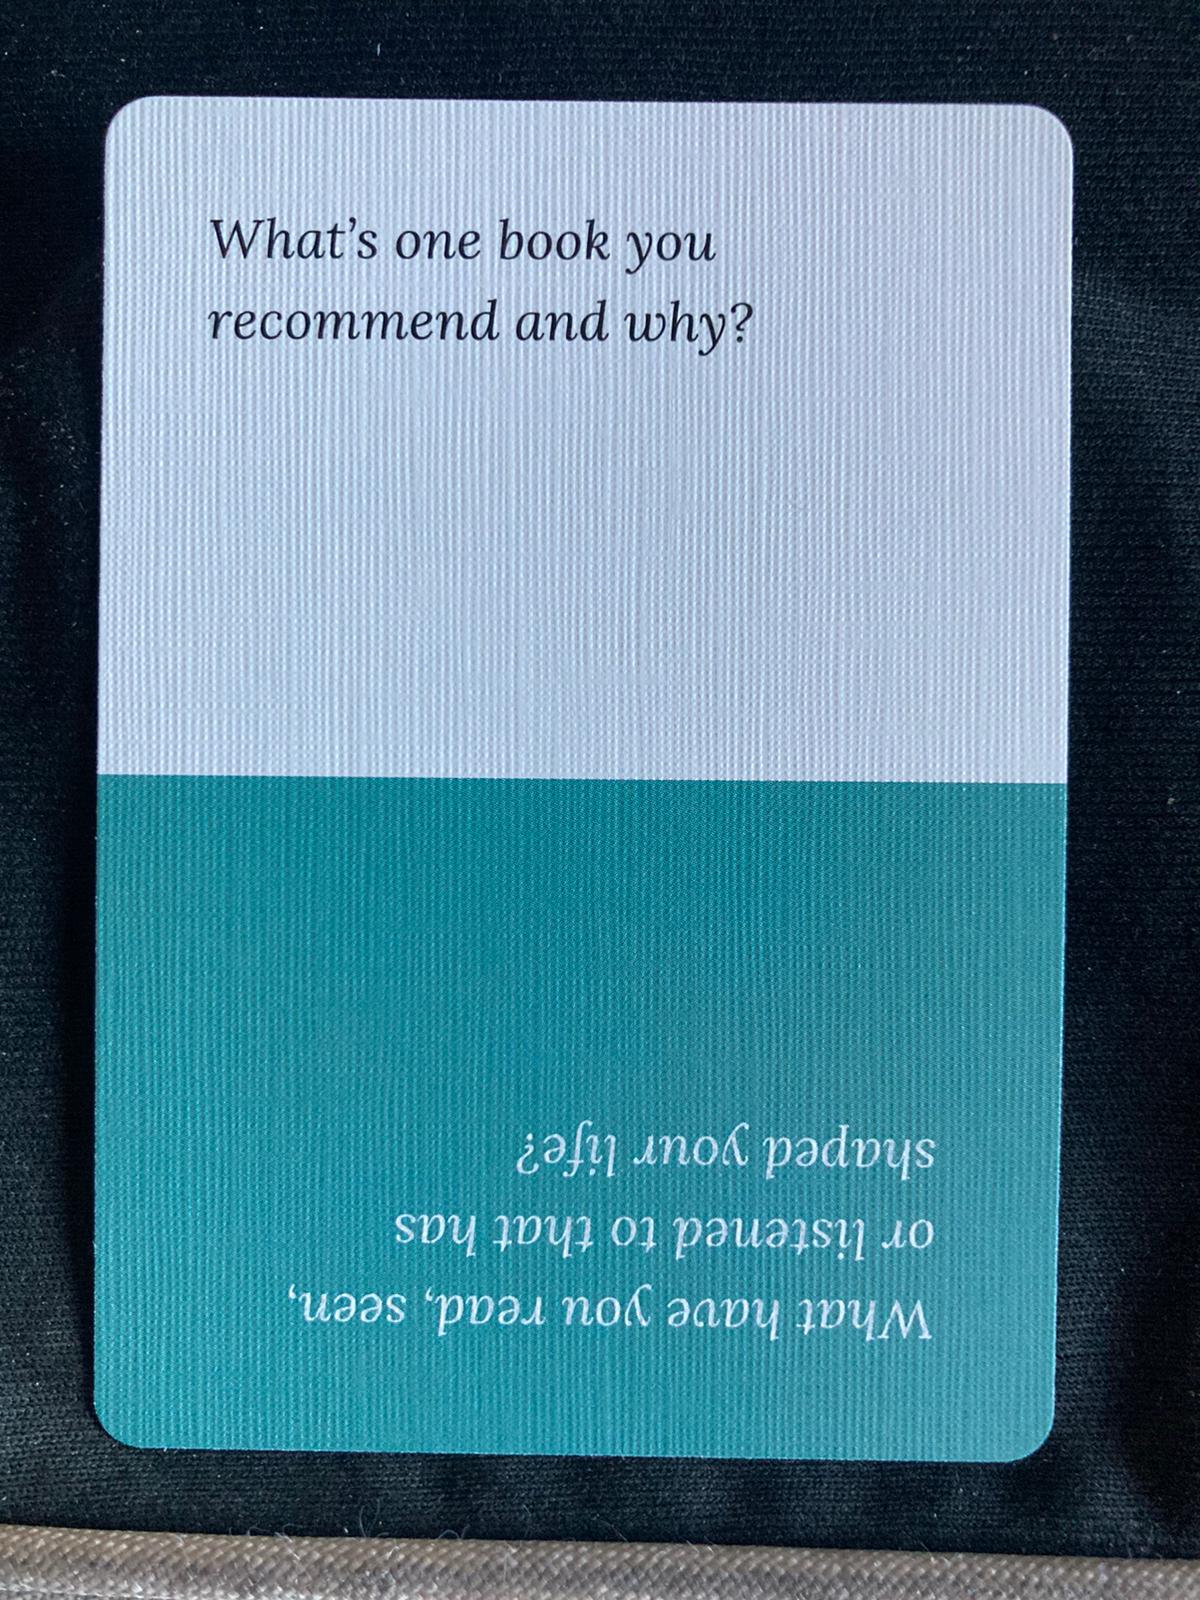 What's one book you
recommend and why?
What have you read, seen,
or listened to that has
shaped your life?